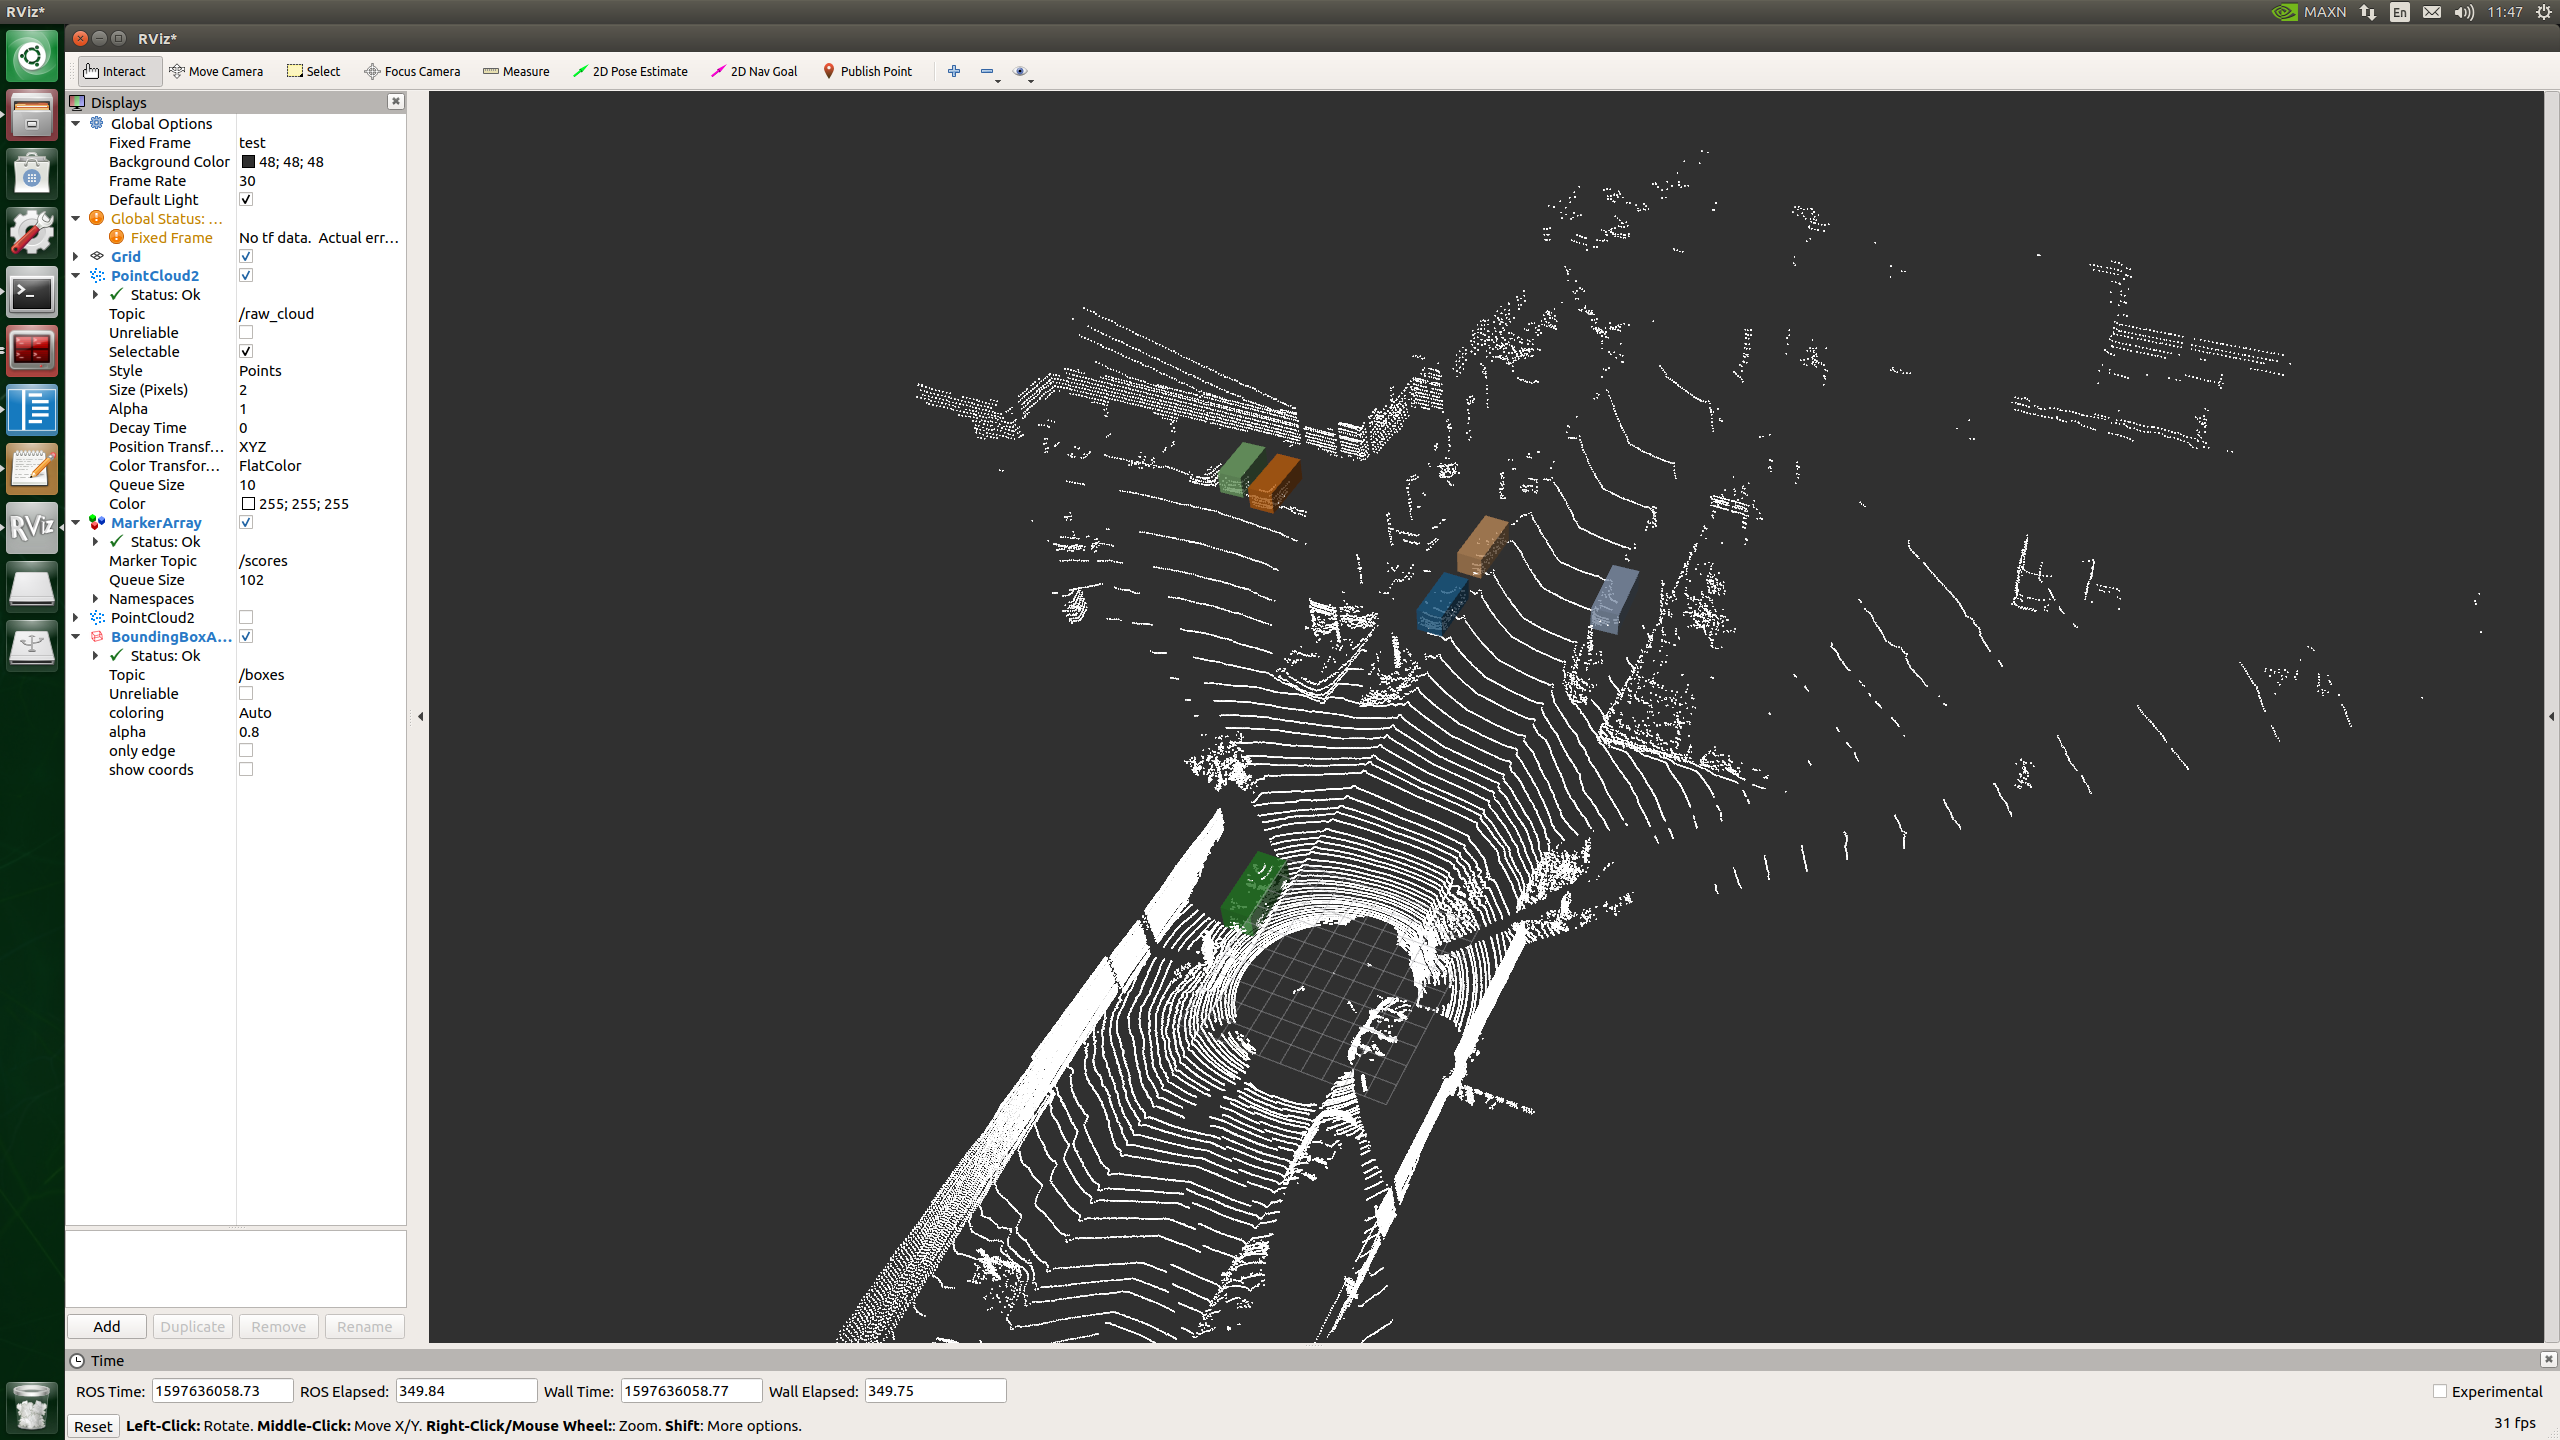 RViz*
MAXN En 11:47
RViz*
Interact Move Camera Select Focus Camera Measure 2D Pose Estimate 2D Nav Goal Publish Point
Displays
Global Options
Fixed Frame test
Background Color 48; 48; 48
Frame Rate 30
Default Light
Global Status: ...
Fixed Frame No tf data. Actual err...
Grid
PointCloud2
Status: Ok
Topic /raw_cloud
Unreliable
Selectable
Style Points
Size (Pixels) 2
Alpha 1
Decay Time 0
Position Transf... XYZ
Color Transfor... FlatColor
Queue Size 10
Color 255; 255; 255
MarkerArray
Status: Ok
Marker Topic /scores
Queue Size 102
Namespaces
PointCloud2
BoundingBoxA...
Status: Ok
Topic /boxes
Unreliable
coloring Auto
alpha 0.8
only edge
show coords
RViz
Add Duplicate Remove Rename
Time
ROS Time: 1597636058.73 ROS Elapsed: 349.84 Wall Time: 1597636058.77 Wall Elapsed: 349.75 Experimental
Reset Left-Click: Rotate. Middle-Click: Move X/Y. Right-Click/Mouse Wheel:: Zoom. Shift: More options. 31 fps